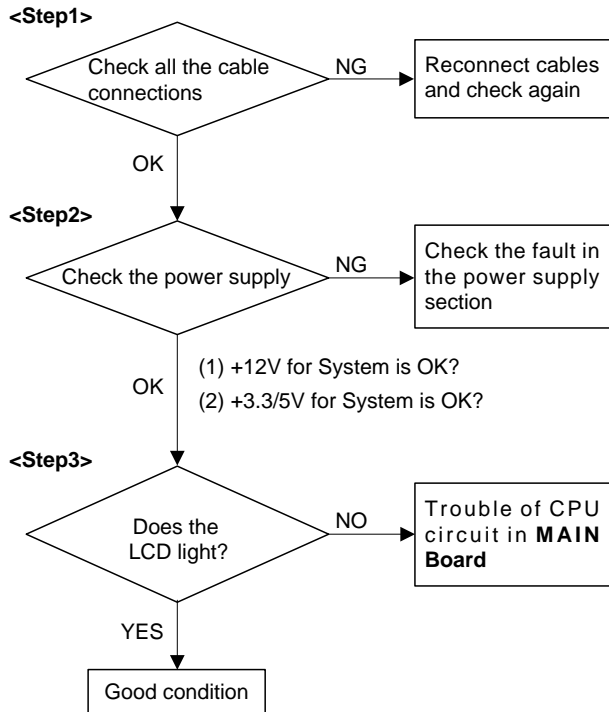 <Step1>
Check all the cable
connections
NG
Reconnect cables
and check again
OK
<Step2>
Check the power supply
NG
Check the fault in
the power supply
section
OK
(1) +12V for System is OK?
(2) +3.3/5V for System is OK?
<Step3>
Does the
LCD light?
NO
Trouble of CPU
circuit in MAIN
Board
YES
Good condition